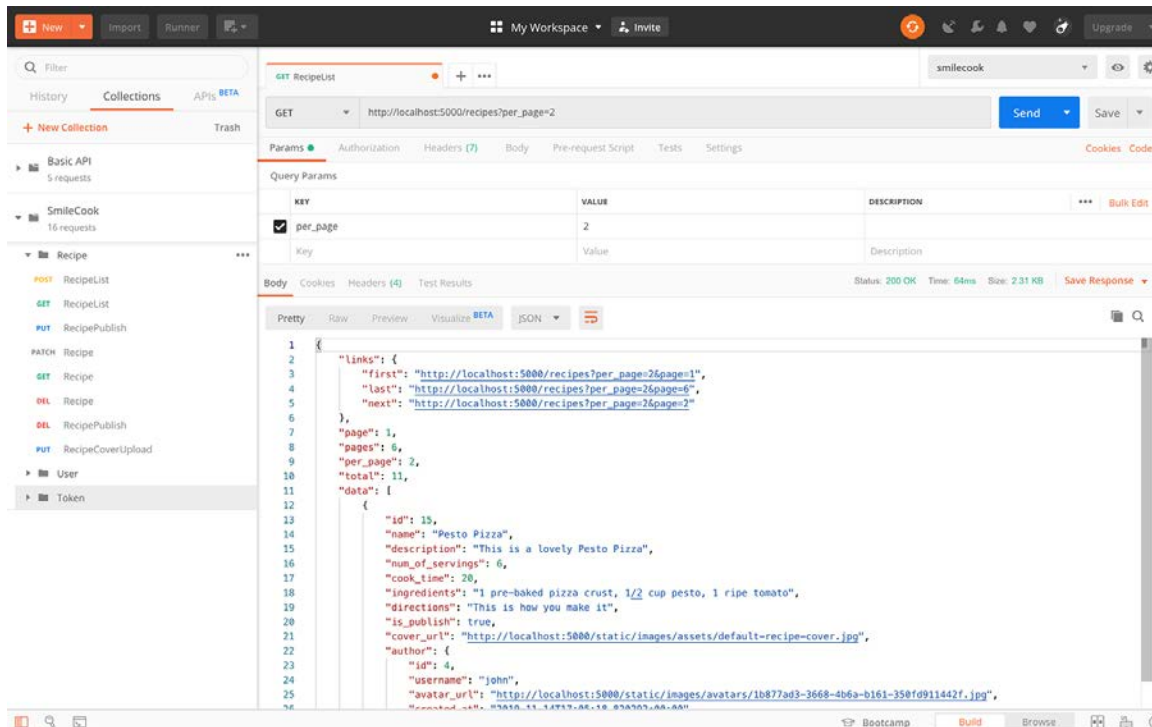 New Import Runner My Workspace Invite Upgrade
Filter
History Collections APIs BETA
+ New Collection Trash
Basic API
5 requests
SmileCook
16 requests
Recipe
POST RecipeList
GET RecipeList
PUT RecipePublish
PATCH Recipe
GET Recipe
DEL Recipe
DEL RecipePublish
PUT RecipeCoverUpload
User
Token
GET RecipeList + ••• smilecook
GET http://localhost:5000/recipes?per_page=2 Send Save
Params Authorization Headers (7) Body Pre-request Script Tests Settings Cookies Code
Query Params
KEY VALUE DESCRIPTION ••• Bulk Edit
per_page 2
Key Value Description
Body Cookies Headers (4) Test Results Status: 200 OK Time: 64ms Size: 2.31 KB Save Response
Pretty Raw Preview Visualize BETA JSON
1 {
2 "links": {
3 "first": "http://localhost:5000/recipes?per_page=2&page=1",
4 "last": "http://localhost:5000/recipes?per_page=2&page=6",
5 "next": "http://localhost:5000/recipes?per_page=2&page=2"
6 },
7 "page": 1,
8 "pages": 6,
9 "per_page": 2,
10 "total": 11,
11 "data": [
12 {
13 "id": 15,
14 "name": "Pesto Pizza",
15 "description": "This is a lovely Pesto Pizza",
16 "num_of_servings": 6,
17 "cook_time": 20,
18 "ingredients": "1 pre-baked pizza crust, 1/2 cup pesto, 1 ripe tomato",
19 "directions": "This is how you make it",
20 "is_publish": true,
21 "cover_url": "http://localhost:5000/static/images/assets/default-recipe-cover.jpg",
22 "author": {
23 "id": 4,
24 "username": "john",
25 "avatar_url": "http://localhost:5000/static/images/avatars/1b877ad3-3668-4b6a-b161-350fd911442f.jpg",
Bootcamp Build Browse